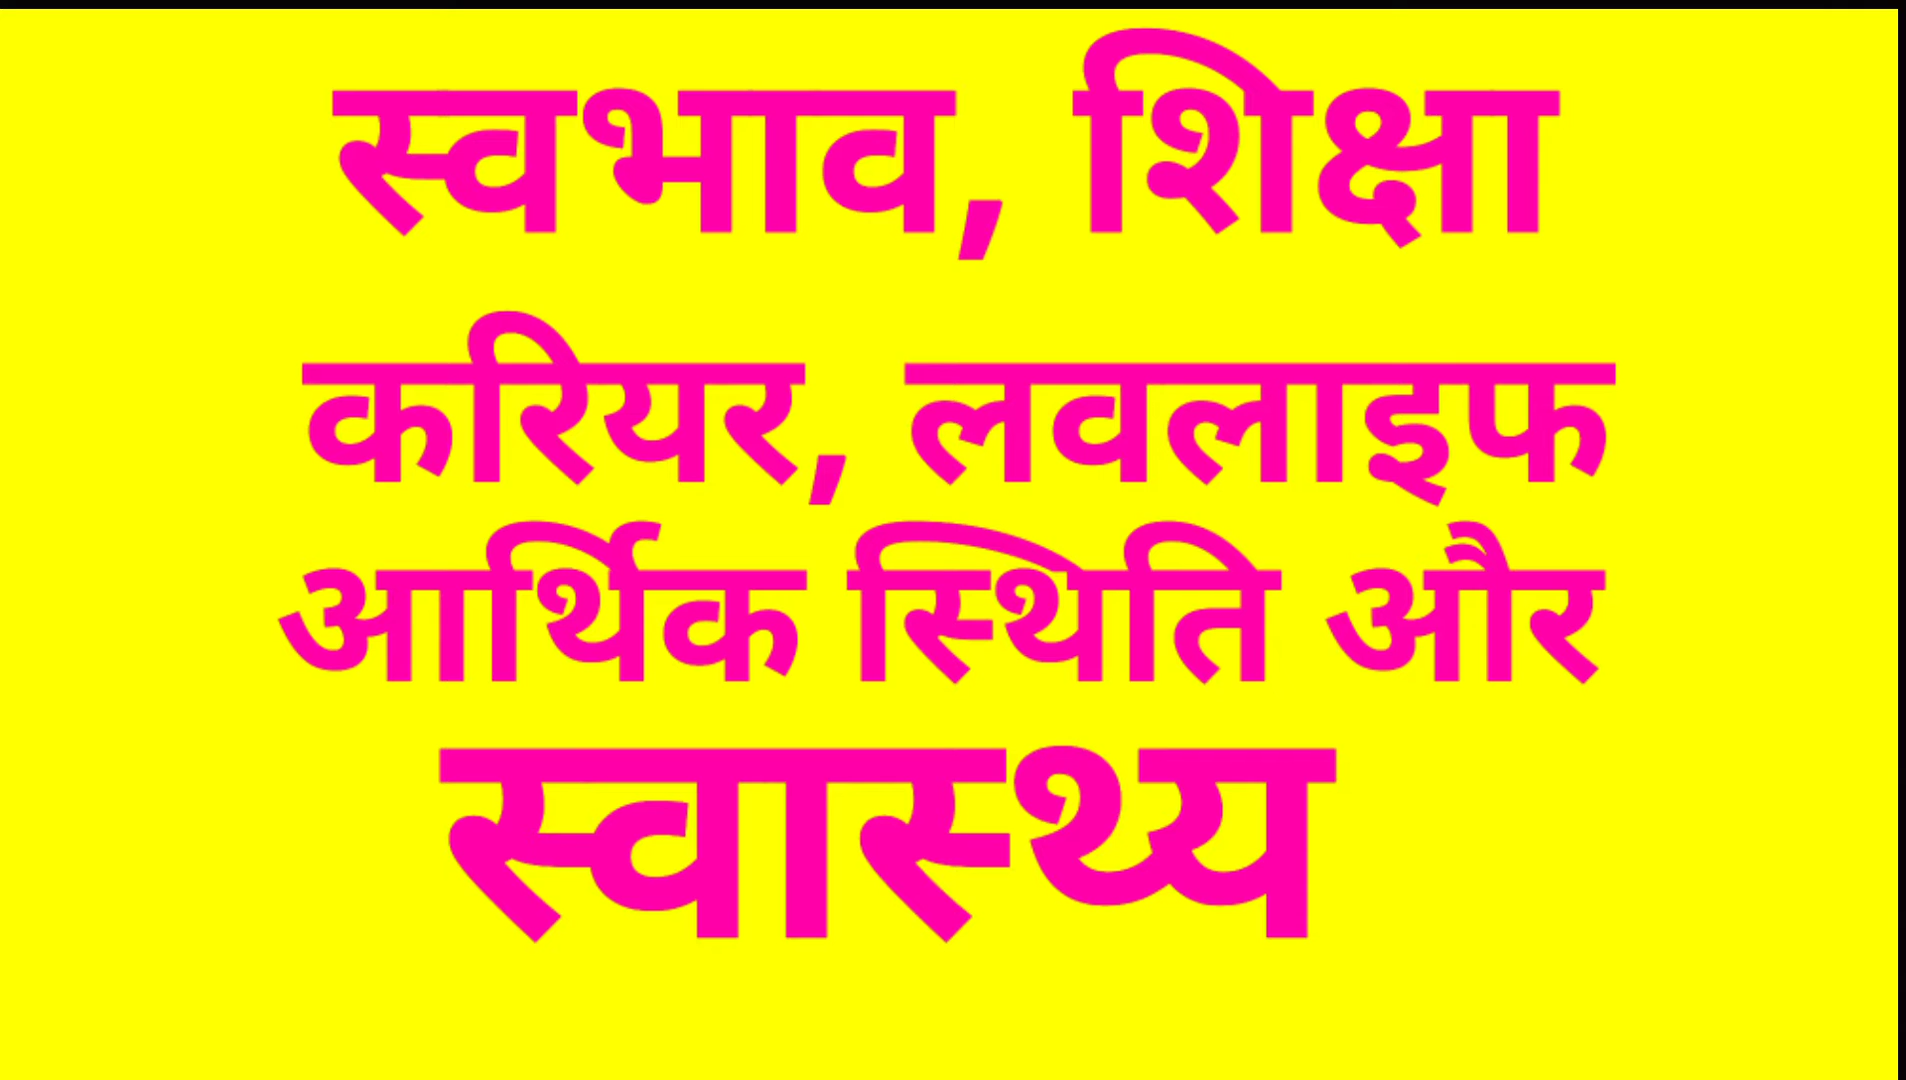 स्वभाव, शिक्षा
करियर, लवलाइफ
आर्थिक स्थिति और
स्वास्थ्य